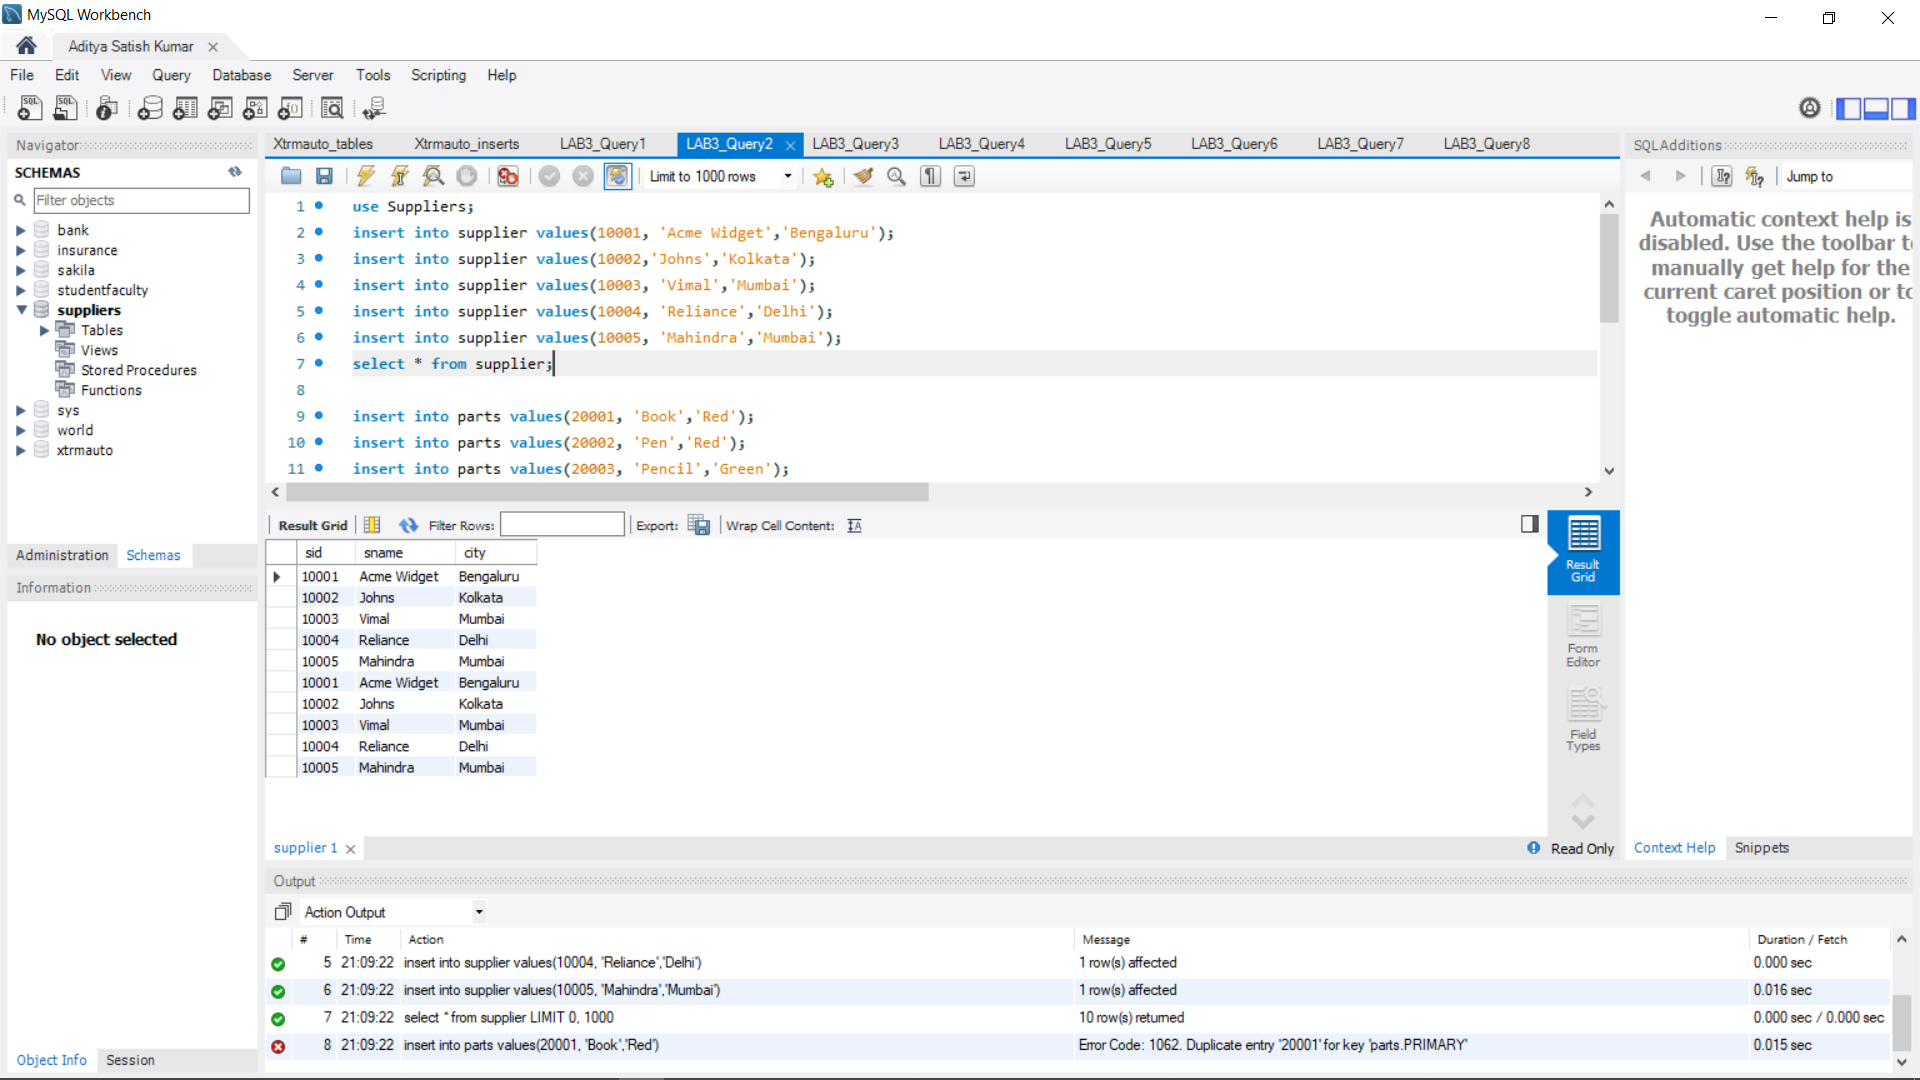 MySQL Workbench
Aditya Satish Kumar
File Edit View Query Database Server Tools Scripting Help
Navigator
SCHEMAS
Filter objects
bank
insurance
sakila
studentfaculty
suppliers
Tables
Views
Stored Procedures
Functions
sys
world
xtrmauto
Administration Schemas
Information
No object selected
Object Info Session
Xtrmauto_tables Xtrmauto_inserts LAB3_Query1 LAB3_Query2 LAB3_Query3 LAB3_Query4 LAB3_Query5 LAB3_Query6 LAB3_Query7 LAB3_Query8
Limit to 1000 rows
1 use Suppliers;
2 insert into supplier values(10001, 'Acme Widget','Bengaluru');
3 insert into supplier values(10002,'Johns','Kolkata');
4 insert into supplier values(10003, 'Vimal','Mumbai');
5 insert into supplier values(10004, 'Reliance','Delhi');
6 insert into supplier values(10005, 'Mahindra','Mumbai');
7 select * from supplier;
8
9 insert into parts values(20001, 'Book','Red');
10 insert into parts values(20002, 'Pen','Red');
11 insert into parts values(20003, 'Pencil','Green');
Result Grid Filter Rows: Export: Wrap Cell Content:
sid sname city
10001 Acme Widget Bengaluru
10002 Johns Kolkata
10003 Vimal Mumbai
10004 Reliance Delhi
10005 Mahindra Mumbai
10001 Acme Widget Bengaluru
10002 Johns Kolkata
10003 Vimal Mumbai
10004 Reliance Delhi
10005 Mahindra Mumbai
Result
Grid
Form
Editor
Field
Types
supplier 1
Read Only
SQLAdditions
Jump to
Automatic context help is
disabled. Use the toolbar t
manually get help for the
current caret position or to
toggle automatic help.
Context Help Snippets
Output
Action Output
# Time Action Message Duration / Fetch
5 21:09:22 insert into supplier values(10004, 'Reliance','Delhi') 1 row(s) affected 0.000 sec
6 21:09:22 insert into supplier values(10005, 'Mahindra','Mumbai') 1 row(s) affected 0.016 sec
7 21:09:22 select * from supplier LIMIT 0, 1000 10 row(s) returned 0.000 sec / 0.000 sec
8 21:09:22 insert into parts values(20001, 'Book','Red') Error Code: 1062. Duplicate entry '20001' for key 'parts.PRIMARY' 0.015 sec